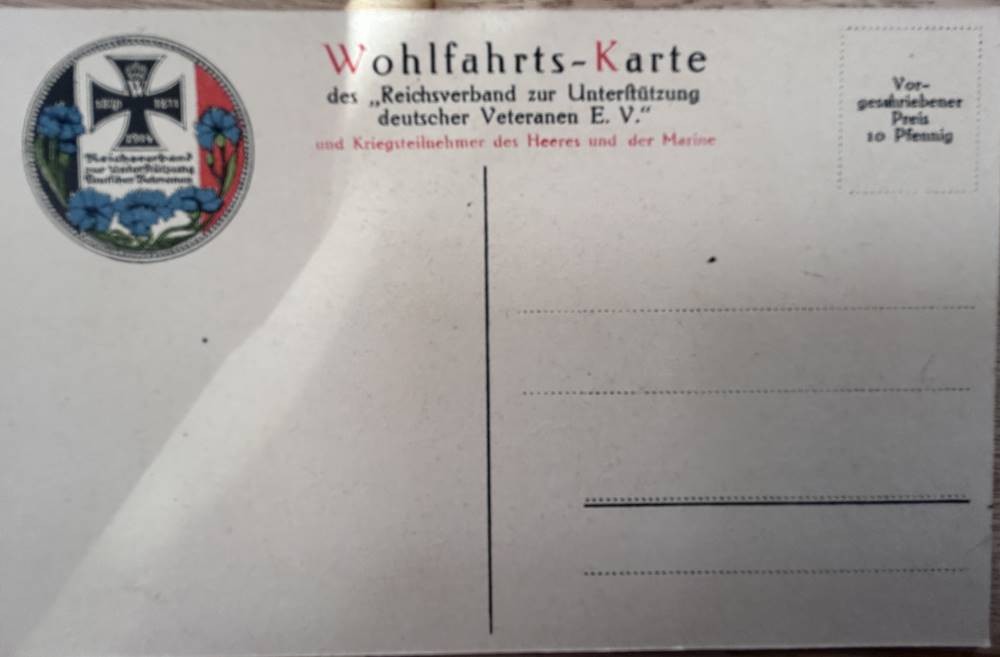 Wohlfahrts-Karte
des „Reichsverband zur Unterſtützung
deutscher Veteranen E. V.“
und Kriegsteilnehmer des Heeres und der Marine
Vor-
geschriebener
Preis
10 Pfennig
W
1870 1871
1914
Reichsverband
zur Unterſtützung
Deutſcher Veteranen